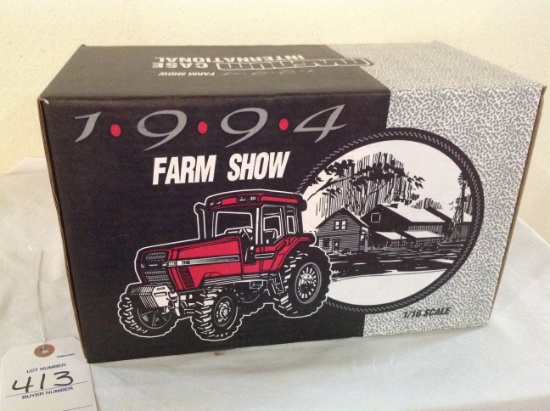 FARM SHOW
CASE
INTERNATIONAL
1•9•9•4
FARM SHOW
1/16 SCALE
LOT NUMBER
413
BUYER NUMBER